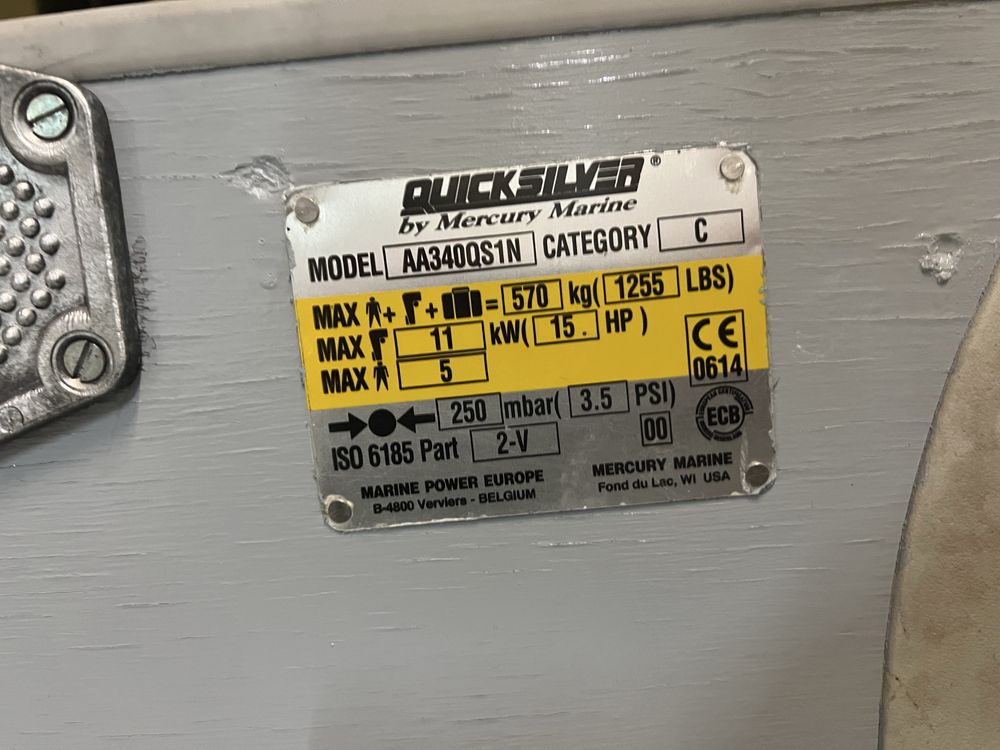 QUICKSILVER®
by Mercury Marine
MODEL AA340QS1N CATEGORY C
MAX + + = 570 kg( 1255 LBS)
MAX 11 kW( 15. HP )
MAX 5
CE
0614
250 mbar( 3.5 PSI)
ISO 6185 Part 2-V
00
ECB
MARINE POWER EUROPE
B-4800 Verviers - BELGIUM
MERCURY MARINE
Fond du Lac, WI USA